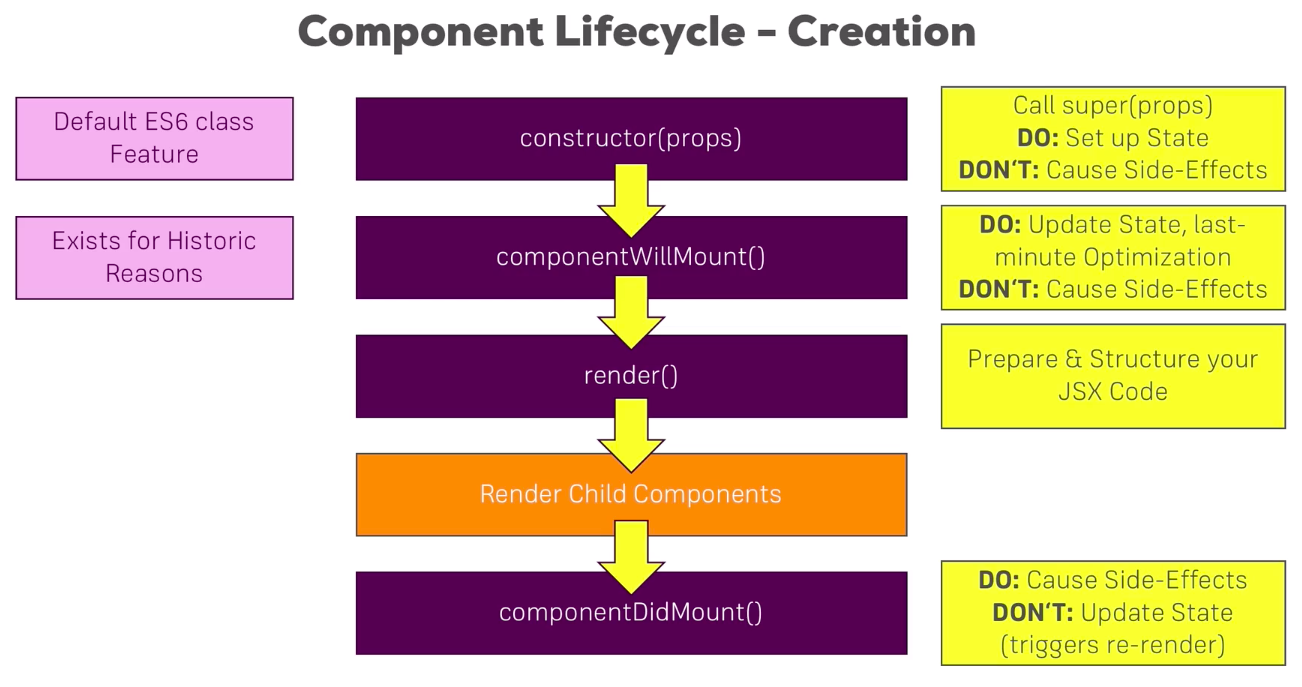 Component Lifecycle – Creation
Default ES6 class
Feature
constructor(props)
Call super(props)
DO: Set up State
DON‘T: Cause Side-Effects
Exists for Historic
Reasons
componentWillMount()
DO: Update State, last-
minute Optimization
DON‘T: Cause Side-Effects
render()
Prepare & Structure your
JSX Code
Render Child Components
componentDidMount()
DO: Cause Side-Effects
DON‘T: Update State
(triggers re-render)